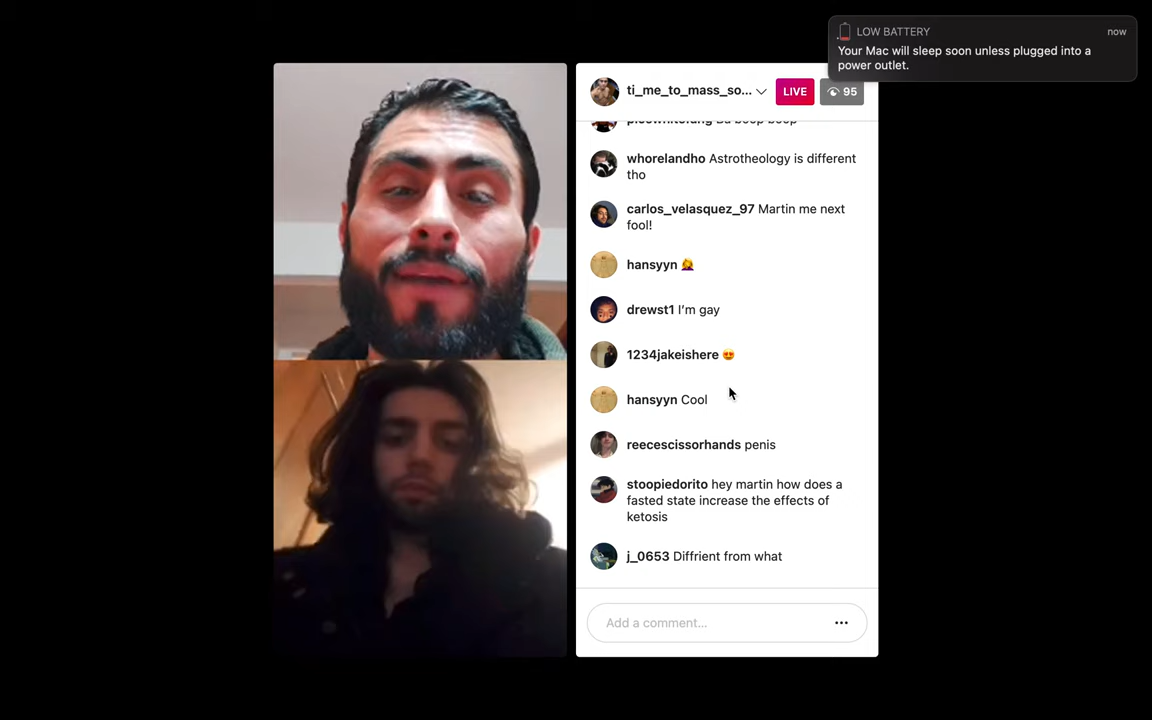 LOW BATTERY
now
Your Mac will sleep soon unless plugged into a
power outlet.
ti_me_to_mass_so...
LIVE
95
whorelandho Astrotheology is different
tho
carlos_velasquez_97 Martin me next
fool!
hansyyn 🤦‍♀️
drewst1 I'm gay
1234jakeishere 😍
hansyyn Cool
reecescissorhands penis
stoopiedorito hey martin how does a
fasted state increase the effects of
ketosis
j_0653 Diffrient from what
Add a comment...